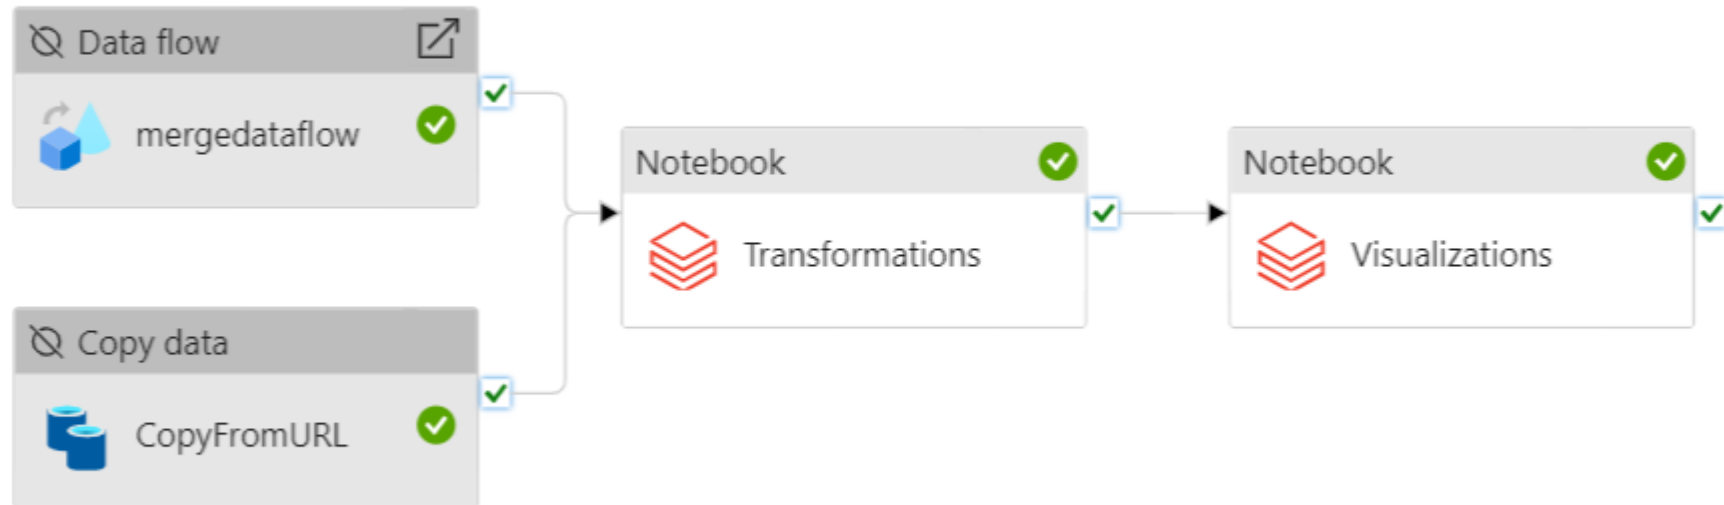 Data flow
mergedataflow
Copy data
CopyFromURL
Notebook
Transformations
Notebook
Visualizations